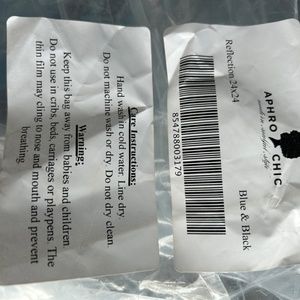 APHRO CHIC
Reflection 24x24
Blue & Black
854788003179
Care Instructions:
Hand wash in cold water. Line dry.
Do not machine wash or dry. Do not dry clean.
Warning:
Keep this bag away from babies and children
Do not use in cribs, beds, carriages or playpens. The
thin film may cling to nose and mouth and prevent
breathing